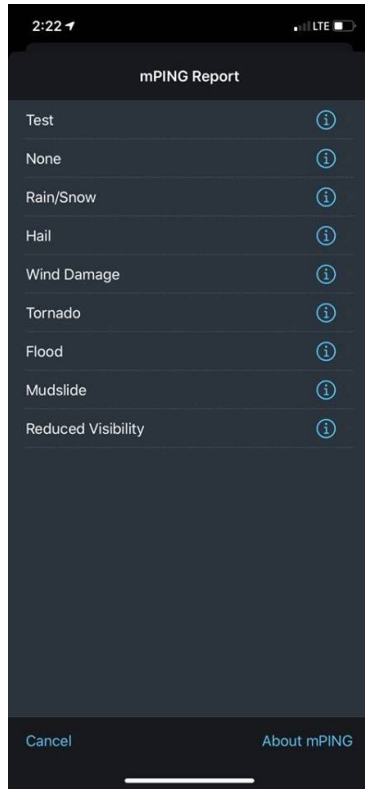 2:22
LTE
mPING Report
Test
None
Rain/Snow
Hail
Wind Damage
Tornado
Flood
Mudslide
Reduced Visibility
Cancel
About mPING